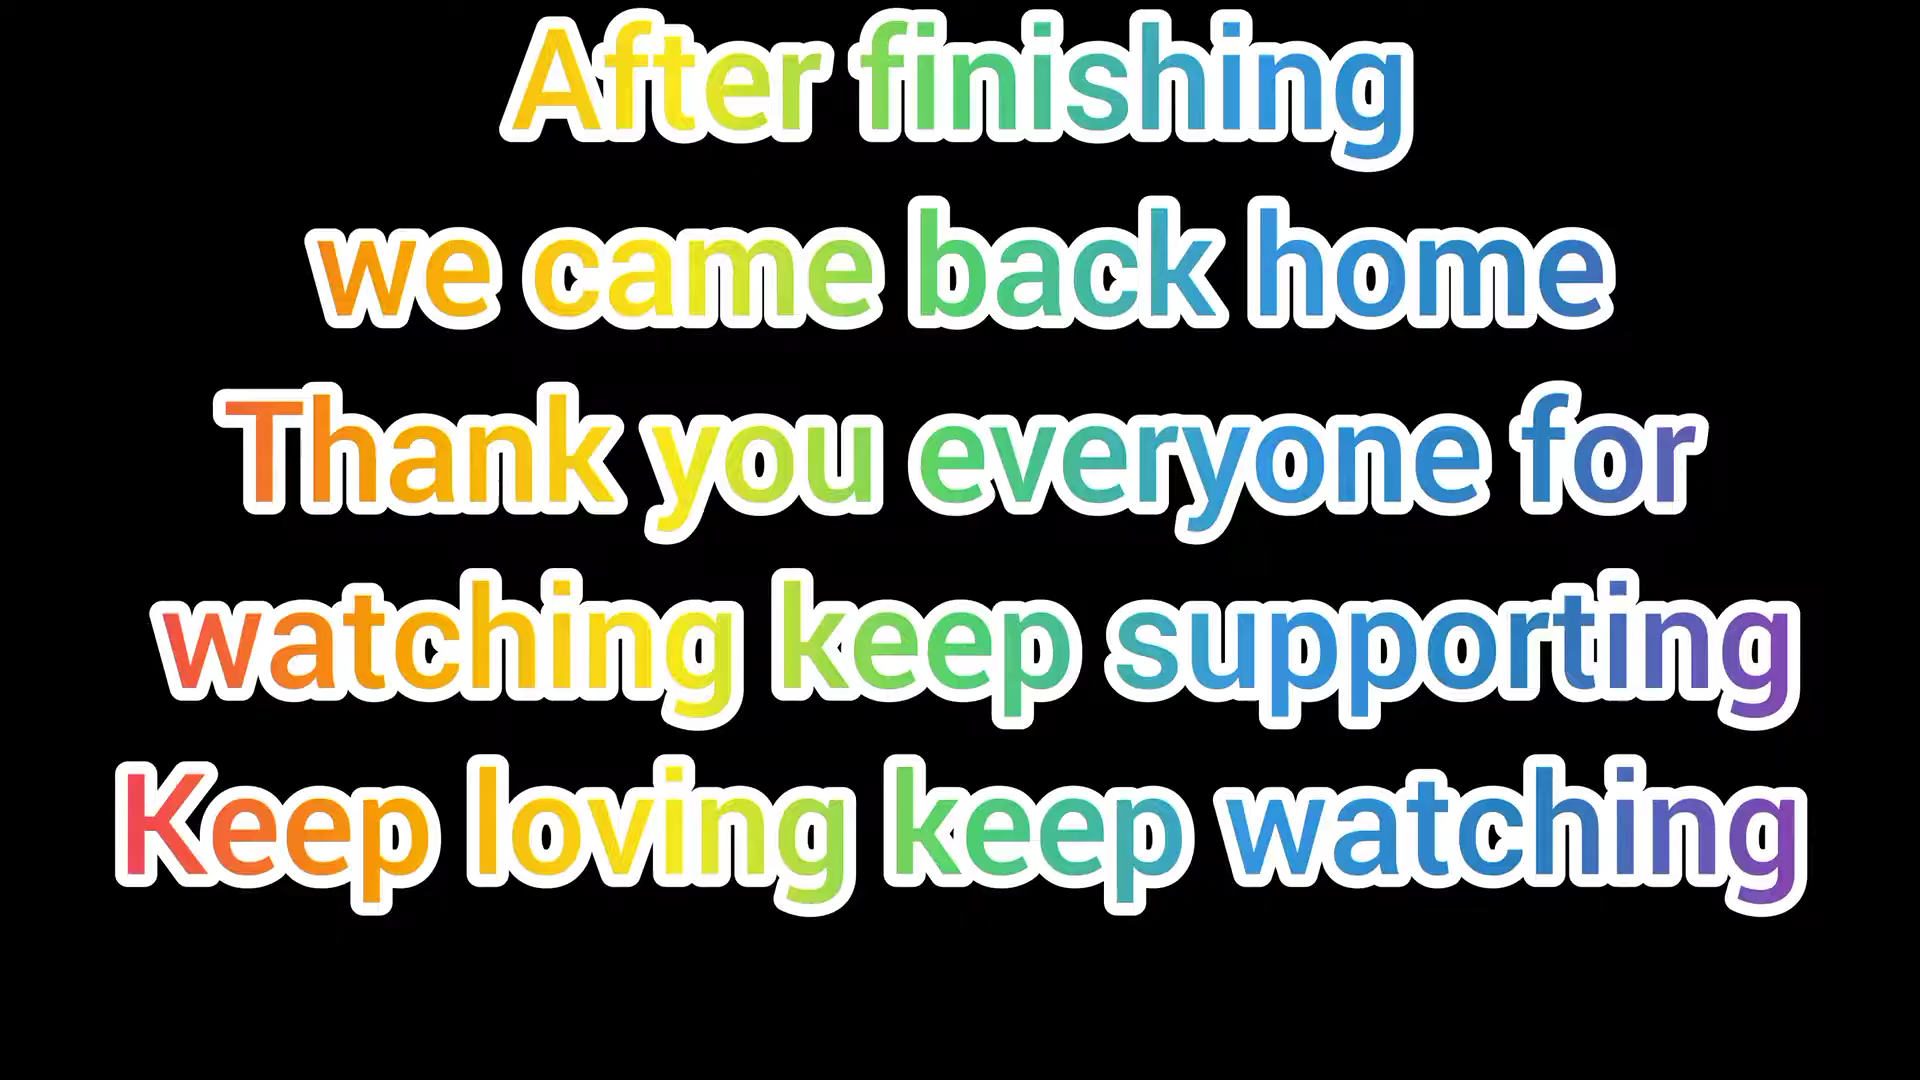 After finishing
we came back home
Thank you everyone for
watching keep supporting
Keep loving keep watching